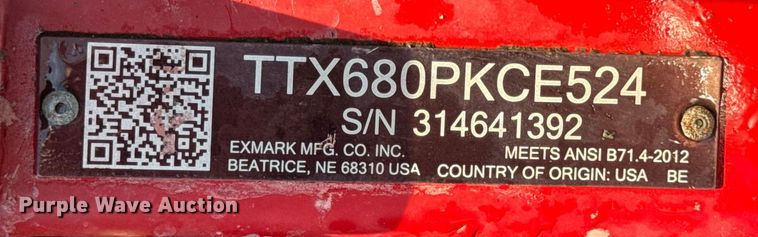 TTX680PKCE524
S/N 314641392
EXMARK MFG. CO. INC. MEETS ANSI B71.4-2012
BEATRICE, NE 68310 USA COUNTRY OF ORIGIN: USA BE
Purple Wave Auction